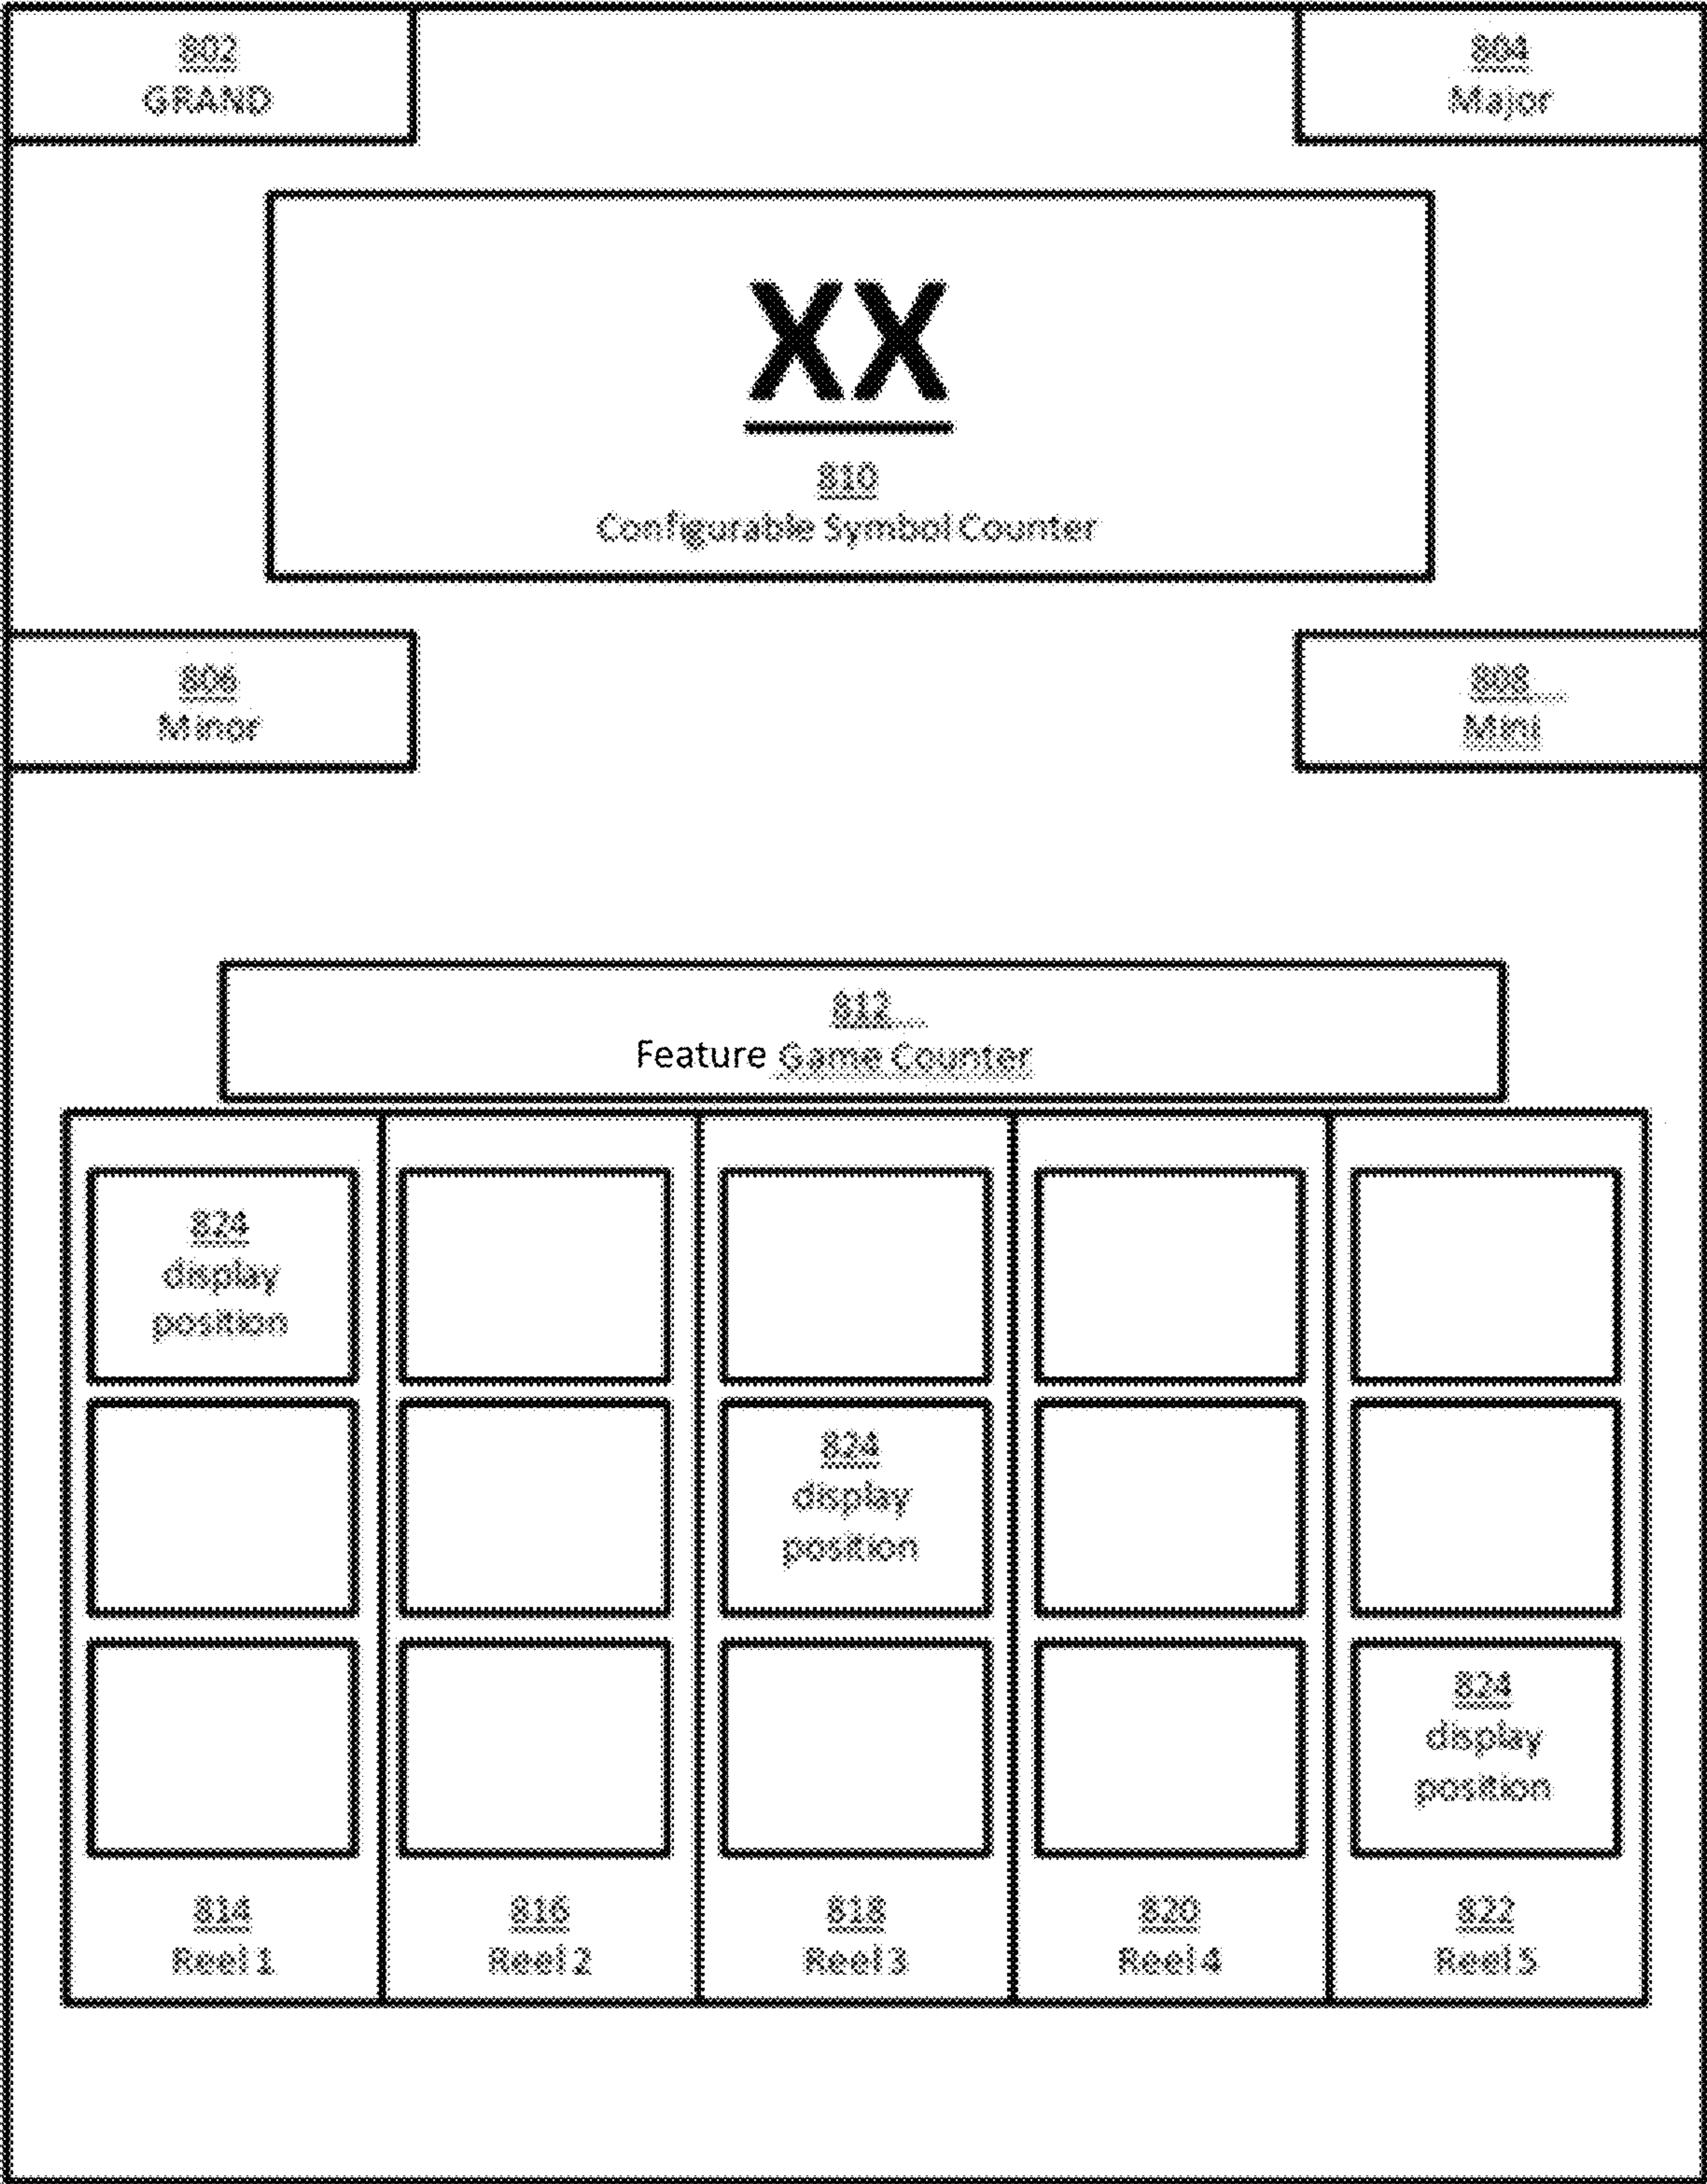 802
GRAND
804
Major
XX
810
Configurable Symbol Counter
806
Minor
808
Mini
812
Feature Game Counter
824
display
position
824
display
position
824
display
position
814
Reel 1
816
Reel 2
818
Reel 3
820
Reel 4
822
Reel 5